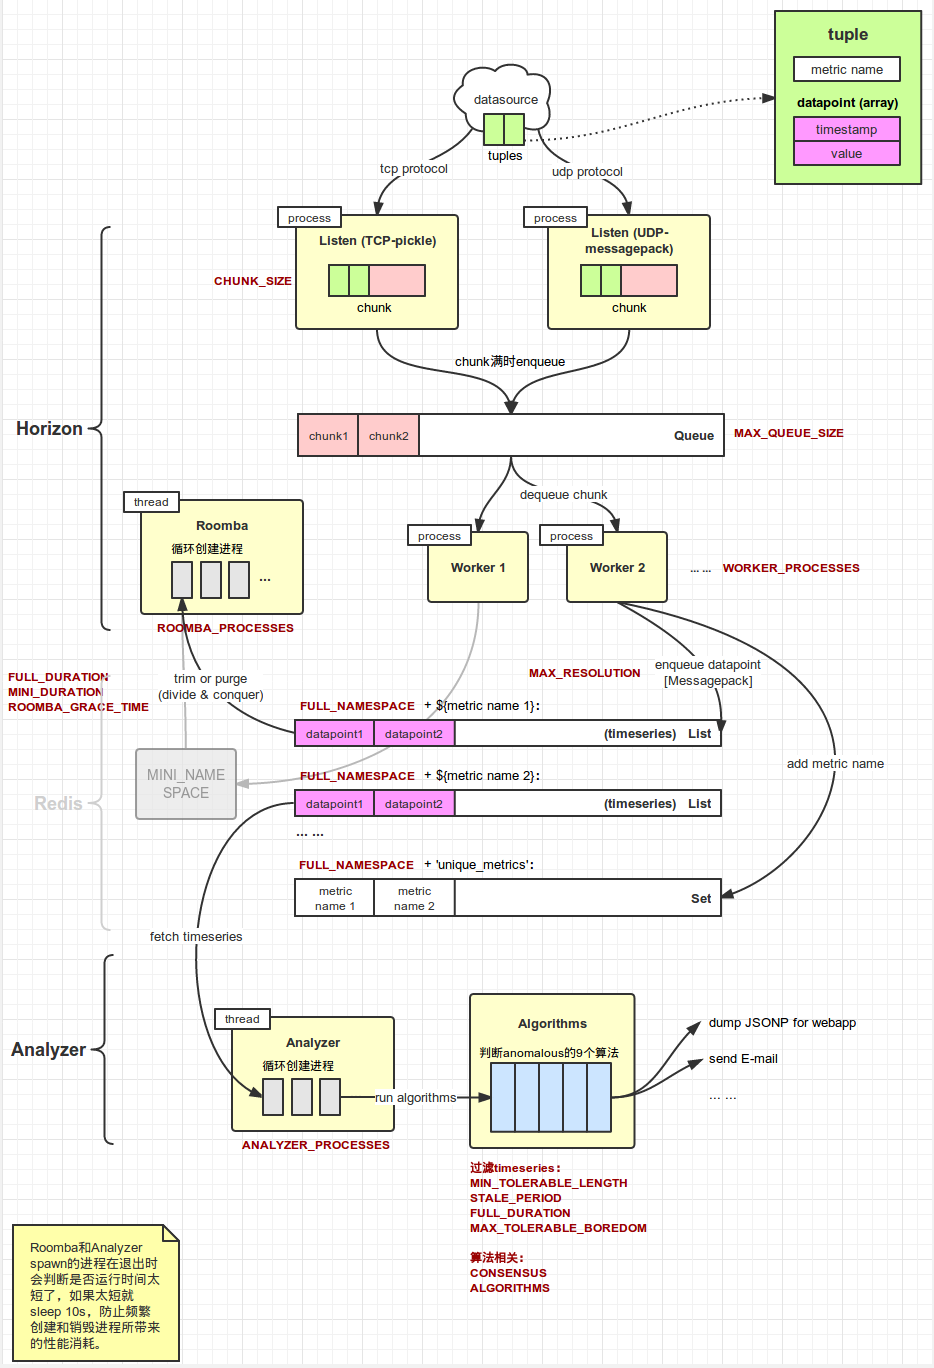 tuple
metric name
datapoint (array)
timestamp
value
datasource
tuples
tcp protocol
udp protocol
process
Listen (TCP-pickle)
chunk
process
Listen (UDP-
messagepack)
chunk
CHUNK_SIZE
chunk满时enqueue
Horizon
chunk1
chunk2
Queue
MAX_QUEUE_SIZE
dequeue chunk
thread
Roomba
循环创建进程
...
ROOMBA_PROCESSES
process
Worker 1
process
Worker 2
... ...
WORKER_PROCESSES
FULL_DURATION
MINI_DURATION
ROOMBA_GRACE_TIME
trim or purge
(divide & conquer)
MAX_RESOLUTION
enqueue datapoint
[Messagepack]
FULL_NAMESPACE + ${metric name 1}:
datapoint1
datapoint2
(timeseries) List
add metric name
MINI_NAME
SPACE
Redis
FULL_NAMESPACE + ${metric name 2}:
datapoint1
datapoint2
(timeseries) List
... ...
FULL_NAMESPACE + 'unique_metrics':
metric
name 1
metric
name 2
Set
fetch timeseries
Analyzer
thread
Analyzer
循环创建进程
ANALYZER_PROCESSES
run algorithms
Algorithms
判断anomalous的9个算法
dump JSONP for webapp
send E-mail
... ...
过滤timeseries:
MIN_TOLERABLE_LENGTH
STALE_PERIOD
FULL_DURATION
MAX_TOLERABLE_BOREDOM
算法相关:
CONSENSUS
ALGORITHMS
Roomba和Analyzer
spawn的进程在退出时
会判断是否运行时间太
短了，如果太短就
sleep 10s，防止频繁
创建和销毁进程所带来
的性能消耗。